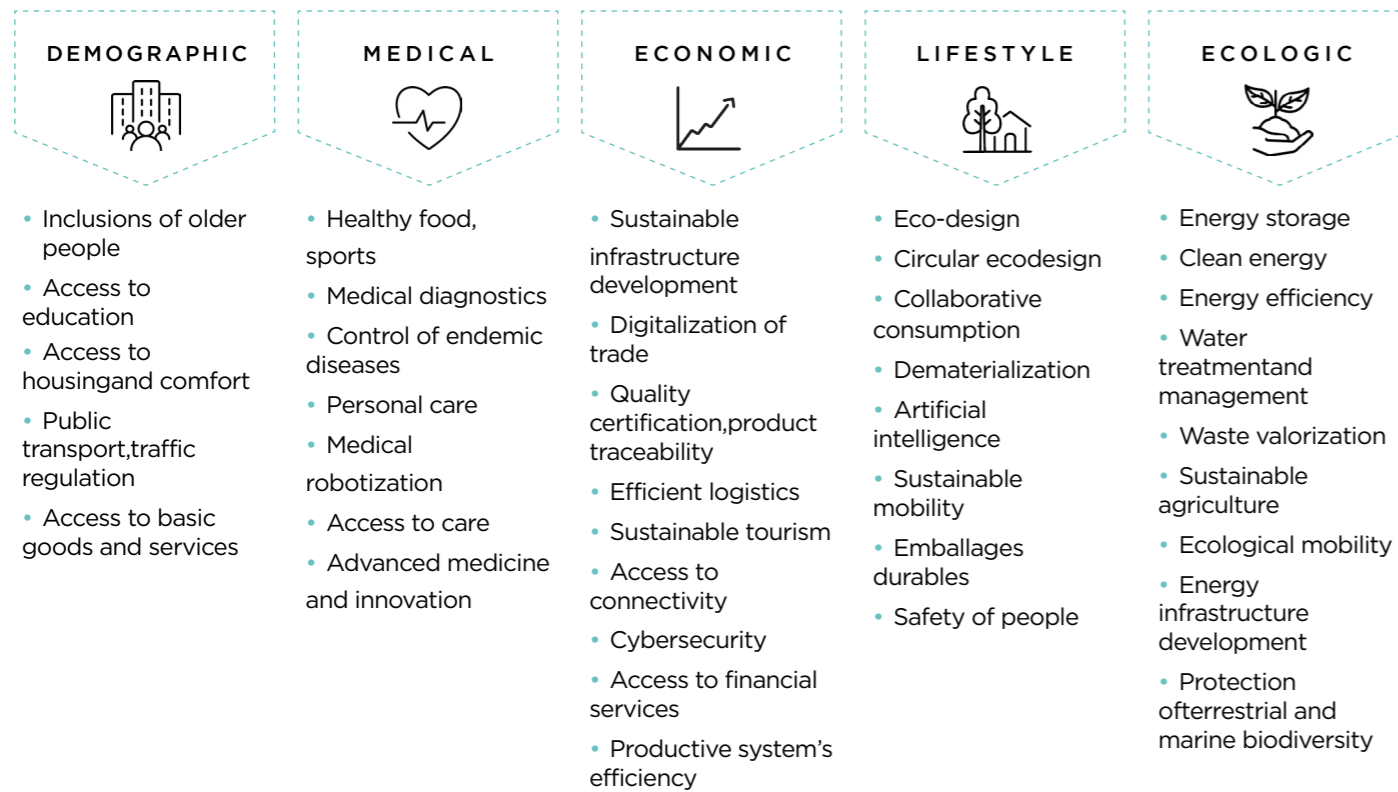 DEMOGRAPHIC
• Inclusions of older
people
• Access to
education
• Access to
housingand comfort
• Public
transport,traffic
regulation
• Access to basic
goods and services
MEDICAL
• Healthy food,
sports
• Medical diagnostics
• Control of endemic
diseases
• Personal care
• Medical
robotization
• Access to care
• Advanced medicine
and innovation
ECONOMIC
• Sustainable
infrastructure
development
• Digitalization of
trade
• Quality
certification,product
traceability
• Efficient logistics
• Sustainable tourism
• Access to
connectivity
• Cybersecurity
• Access to financial
services
• Productive system's
efficiency
LIFESTYLE
• Eco-design
• Circular ecodesign
• Collaborative
consumption
• Dematerialization
• Artificial
intelligence
• Sustainable
mobility
• Emballages
durables
• Safety of people
ECOLOGIC
• Energy storage
• Clean energy
• Energy efficiency
• Water
treatmentand
management
• Waste valorization
• Sustainable
agriculture
• Ecological mobility
• Energy
infrastructure
development
• Protection
ofterrestrial and
marine biodiversity